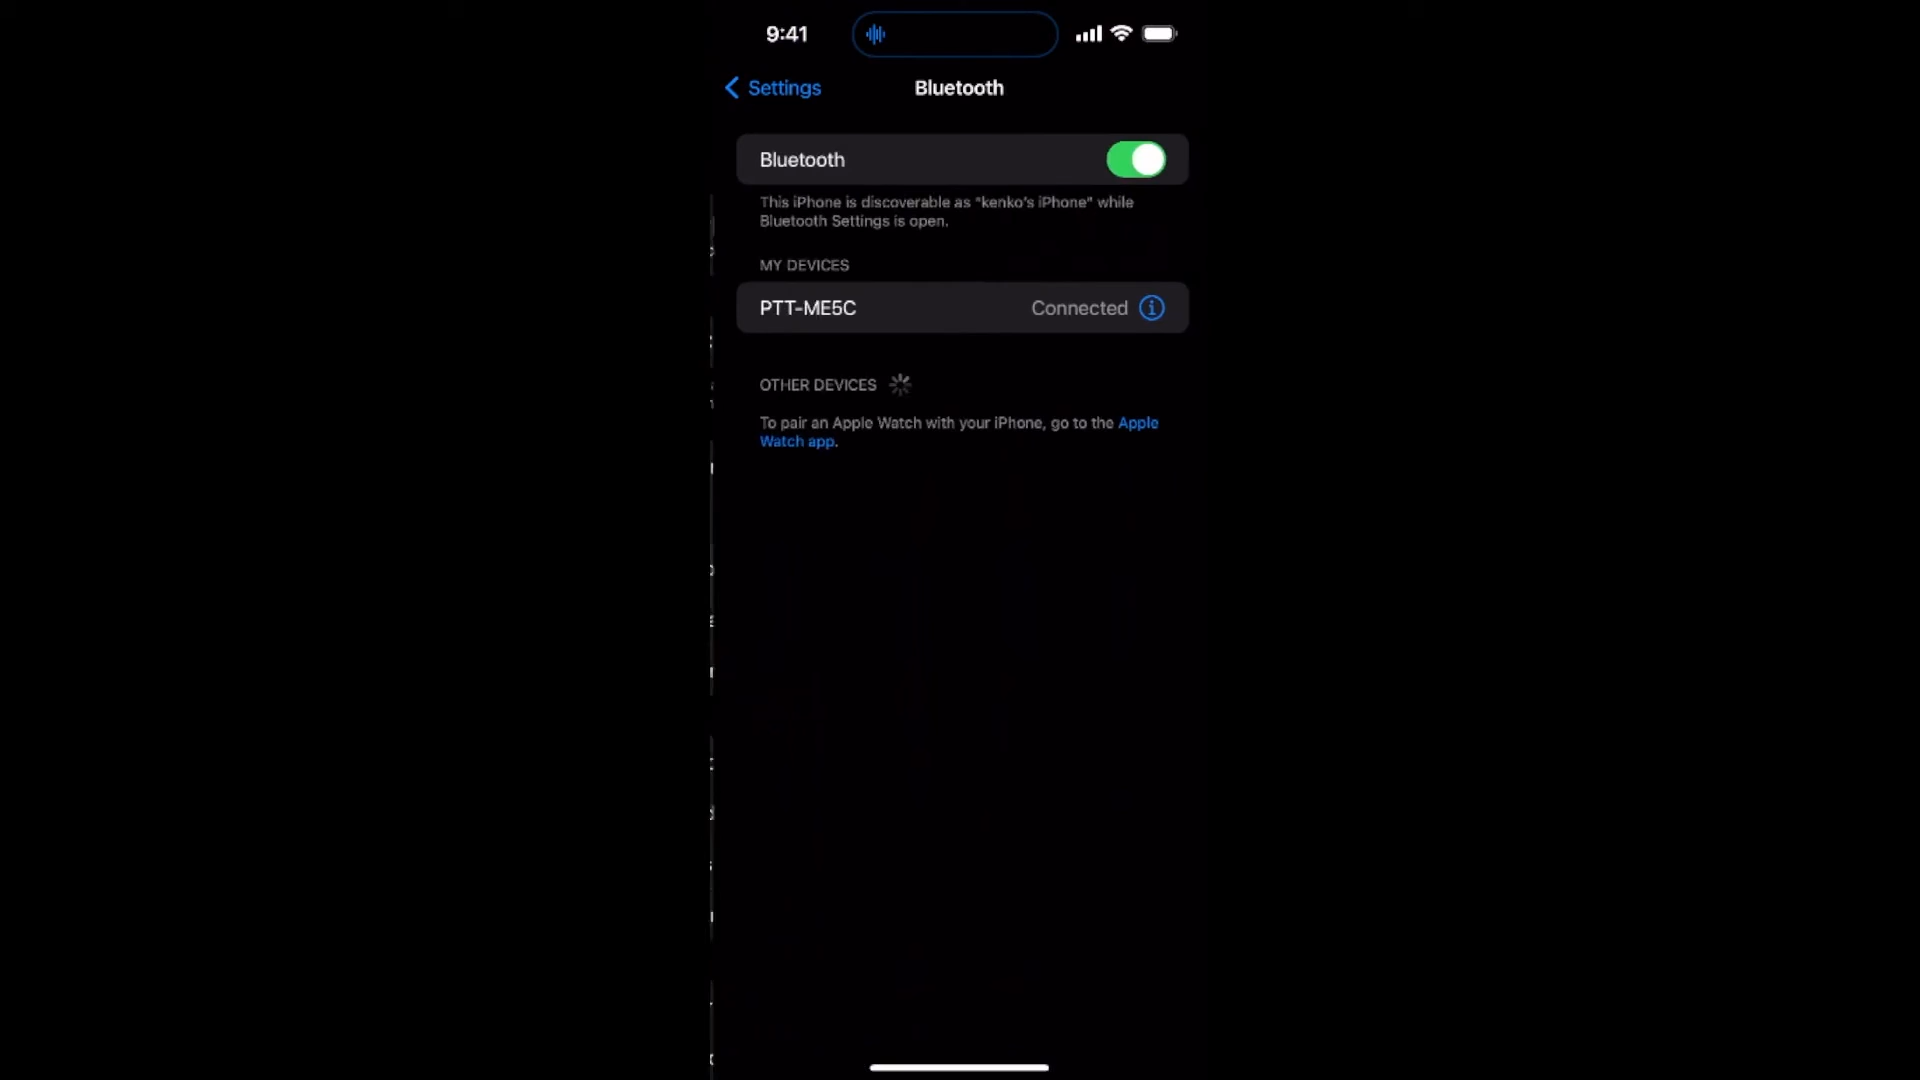 9:41
Settings
Bluetooth
Bluetooth
This iPhone is discoverable as "kenko's iPhone" while
Bluetooth Settings is open.
MY DEVICES
PTT-ME5C Connected
OTHER DEVICES
To pair an Apple Watch with your iPhone, go to the Apple
Watch app.